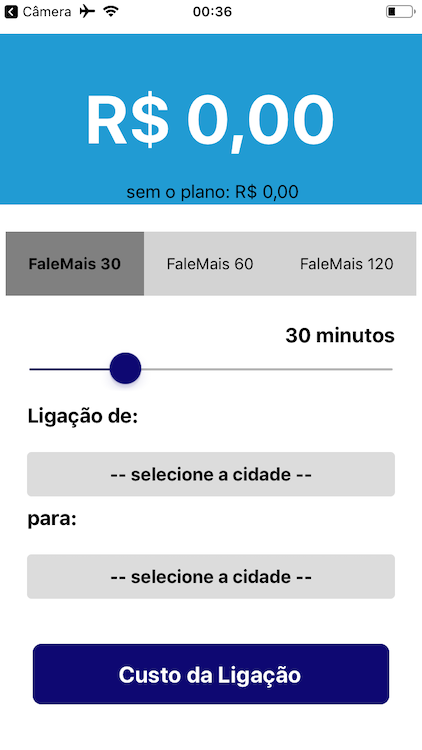 Câmera
00:36
R$ 0,00
sem o plano: R$ 0,00
FaleMais 30
FaleMais 60
FaleMais 120
30 minutos
Ligação de:
-- selecione a cidade --
para:
-- selecione a cidade --
Custo da Ligação